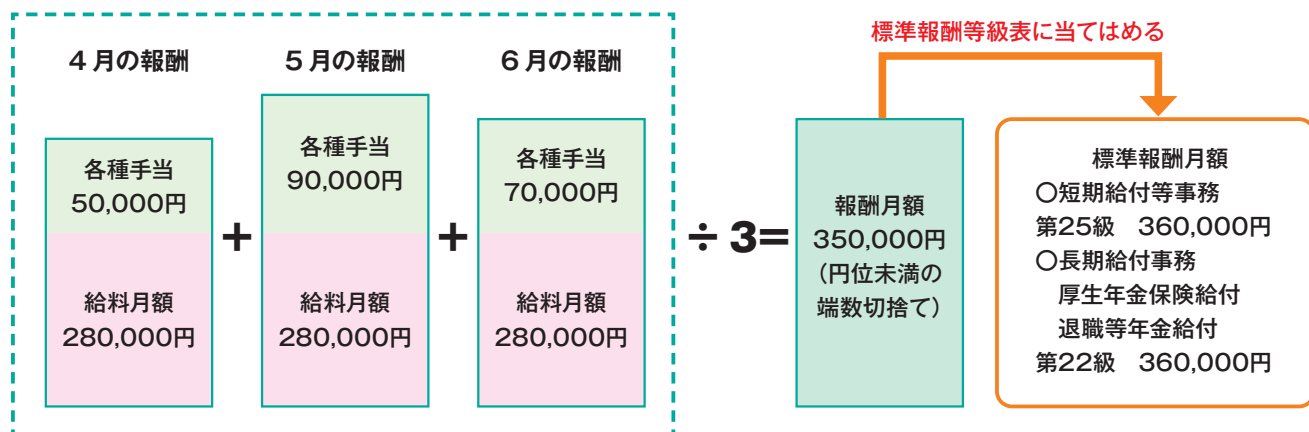 標準報酬等級表に当てはめる
4月の報酬
各種手当
50,000円
給料月額
280,000円
+
5月の報酬
各種手当
90,000円
給料月額
280,000円
+
6月の報酬
各種手当
70,000円
給料月額
280,000円
÷3=
報酬月額
350,000円
（円位未満の
端数切捨て）
標準報酬月額
○短期給付等事務
第25級　360,000円
○長期給付事務
厚生年金保険給付
退職等年金給付
第22級　360,000円